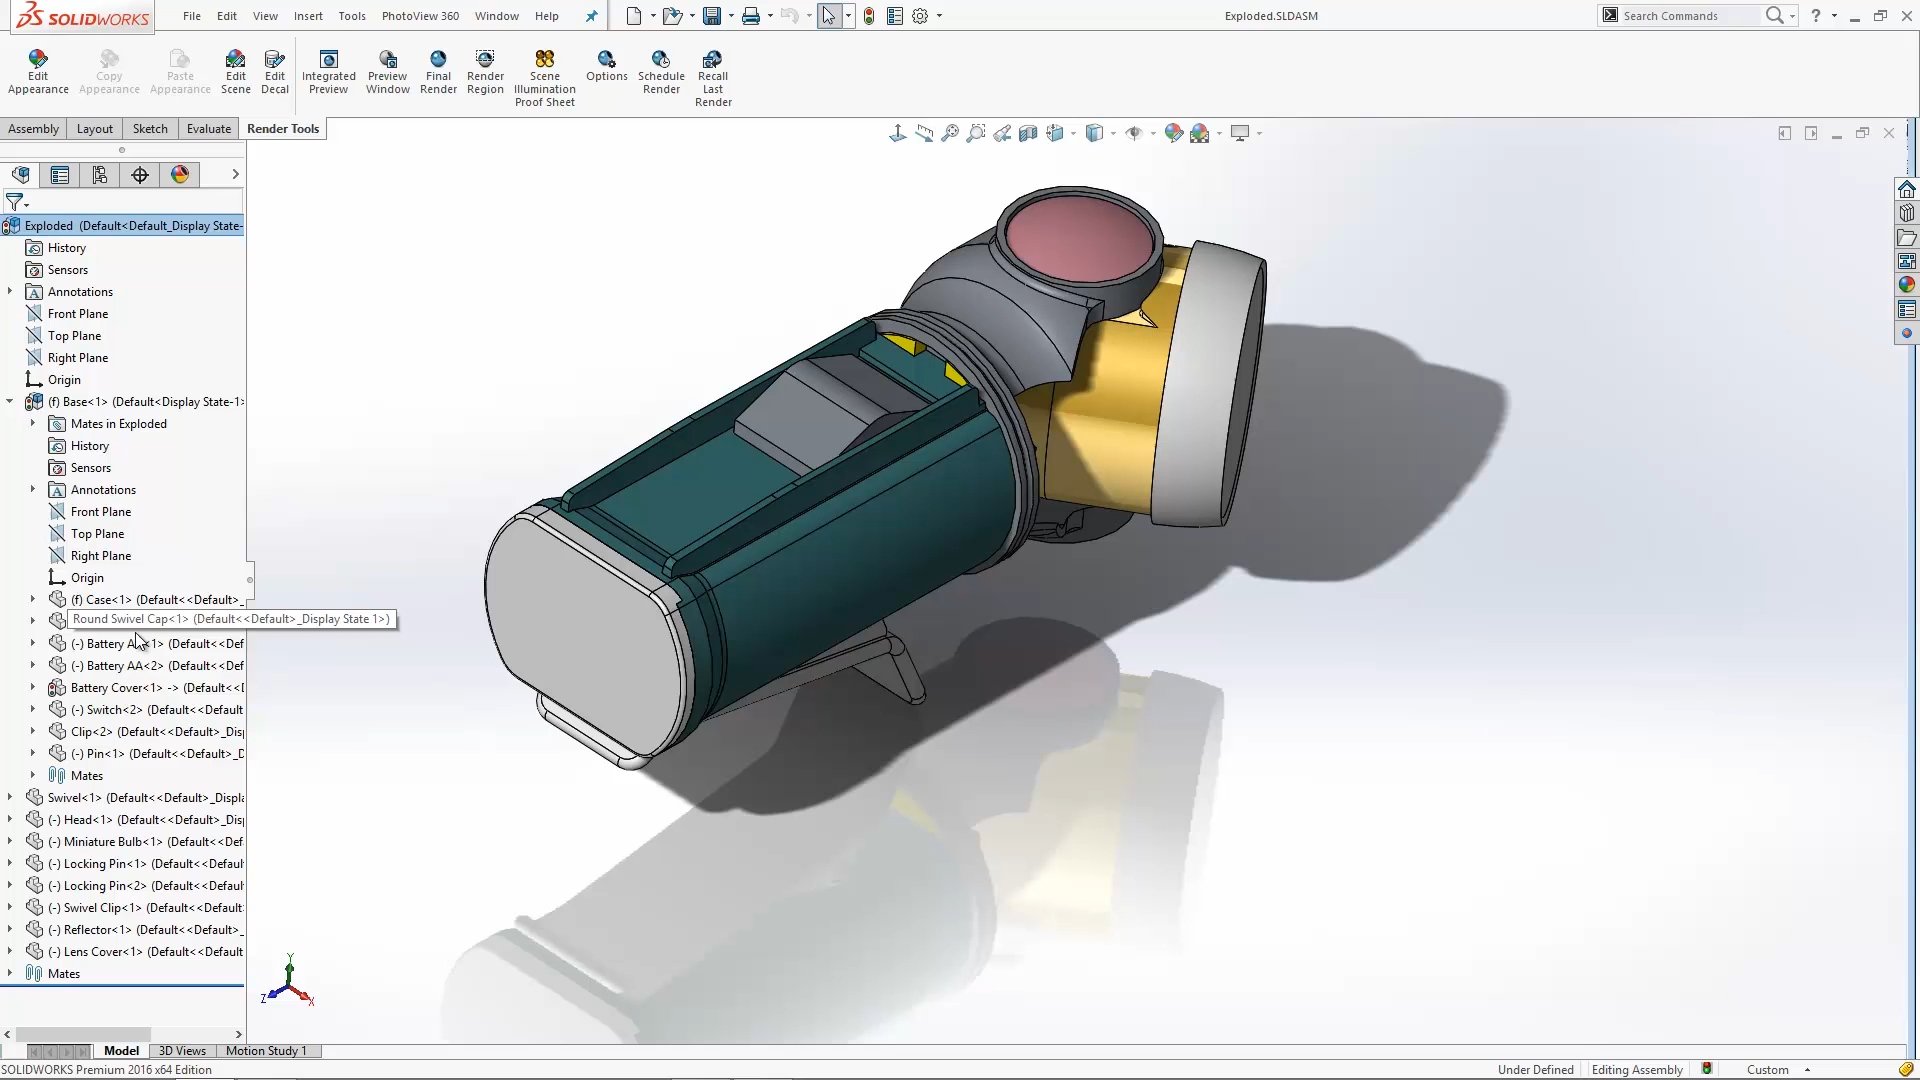 SOLIDWORKS File Edit View Insert Tools PhotoView 360 Window Help Exploded.SLDASM Search Commands ?
Edit Appearance
Copy Appearance
Paste Appearance
Edit Scene
Edit Decal
Integrated Preview
Preview Window
Final Render
Render Region
Scene Illumination Proof Sheet
Options
Schedule Render
Recall Last Render
Assembly Layout Sketch Evaluate Render Tools
Exploded (Default<Default_Display State-
History
Sensors
Annotations
Front Plane
Top Plane
Right Plane
Origin
(f) Base<1> (Default<Display State-1>
Mates in Exploded
History
Sensors
Annotations
Front Plane
Top Plane
Right Plane
Origin
(f) Case<1> (Default<<Default>_
Round Swivel Cap<1> (Default<<Default>_Display State 1>)
(-) Battery AA<1> (Default<<Def
(-) Battery AA<2> (Default<<Def
Battery Cover<1> -> (Default<<D
(-) Switch<2> (Default<<Default
Clip<2> (Default<<Default>_Disp
(-) Pin<1> (Default<<Default>_D
Mates
Swivel<1> (Default<<Default>_Displa
(-) Head<1> (Default<<Default>_Disp
(-) Miniature Bulb<1> (Default<<Def
(-) Locking Pin<1> (Default<<Default
(-) Locking Pin<2> (Default<<Default
(-) Swivel Clip<1> (Default<<Default
(-) Reflector<1> (Default<<Default>_
(-) Lens Cover<1> (Default<<Default
Mates
Y
Z X
Model 3D Views Motion Study 1
SOLIDWORKS Premium 2016 x64 Edition Under Defined Editing Assembly Custom